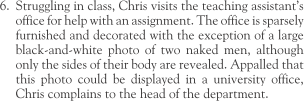 6. Struggling in class, Chris visits the teaching assistant's
office for help with an assignment. The office is sparsely
furnished and decorated with the exception of a large
black-and-white photo of two naked men, although
only the sides of their body are revealed. Appalled that
this photo could be displayed in a university office,
Chris complains to the head of the department.